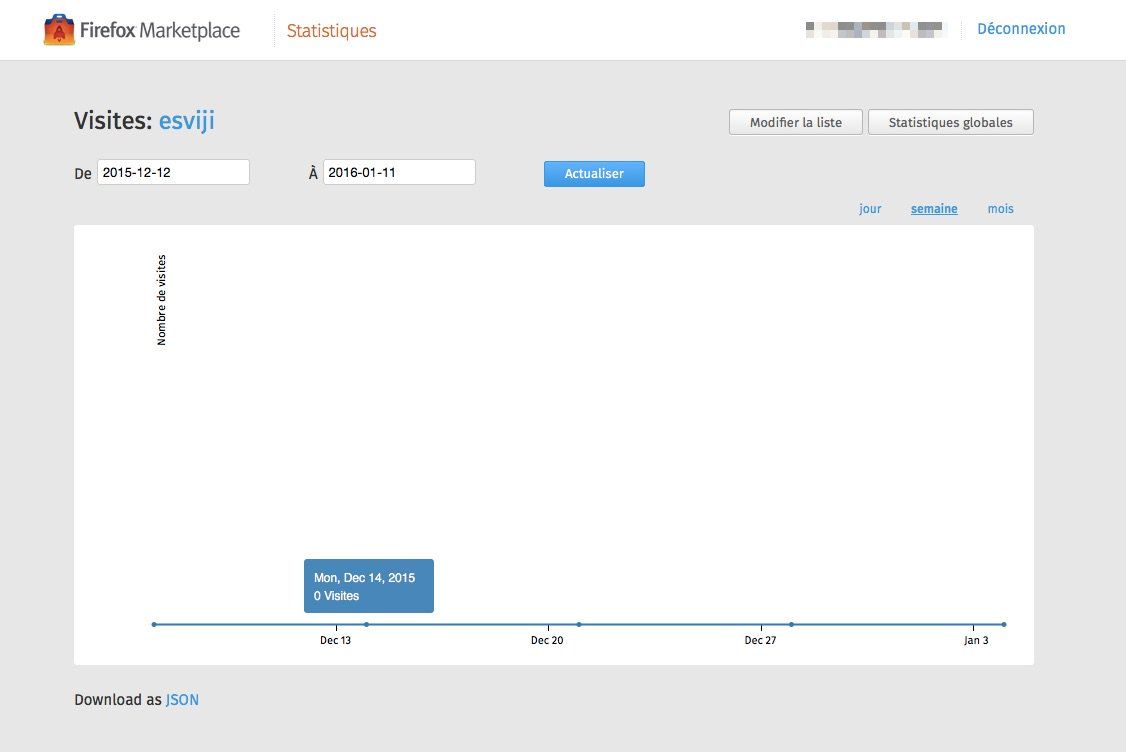 Firefox Marketplace
Statistiques
Déconnexion
Visites: esviji
Modifier la liste
Statistiques globales
De 2015-12-12
À 2016-01-11
Actualiser
jour semaine mois
Nombre de visites
Mon, Dec 14, 2015
0 Visites
Dec 13 Dec 20 Dec 27 Jan 3
Download as JSON